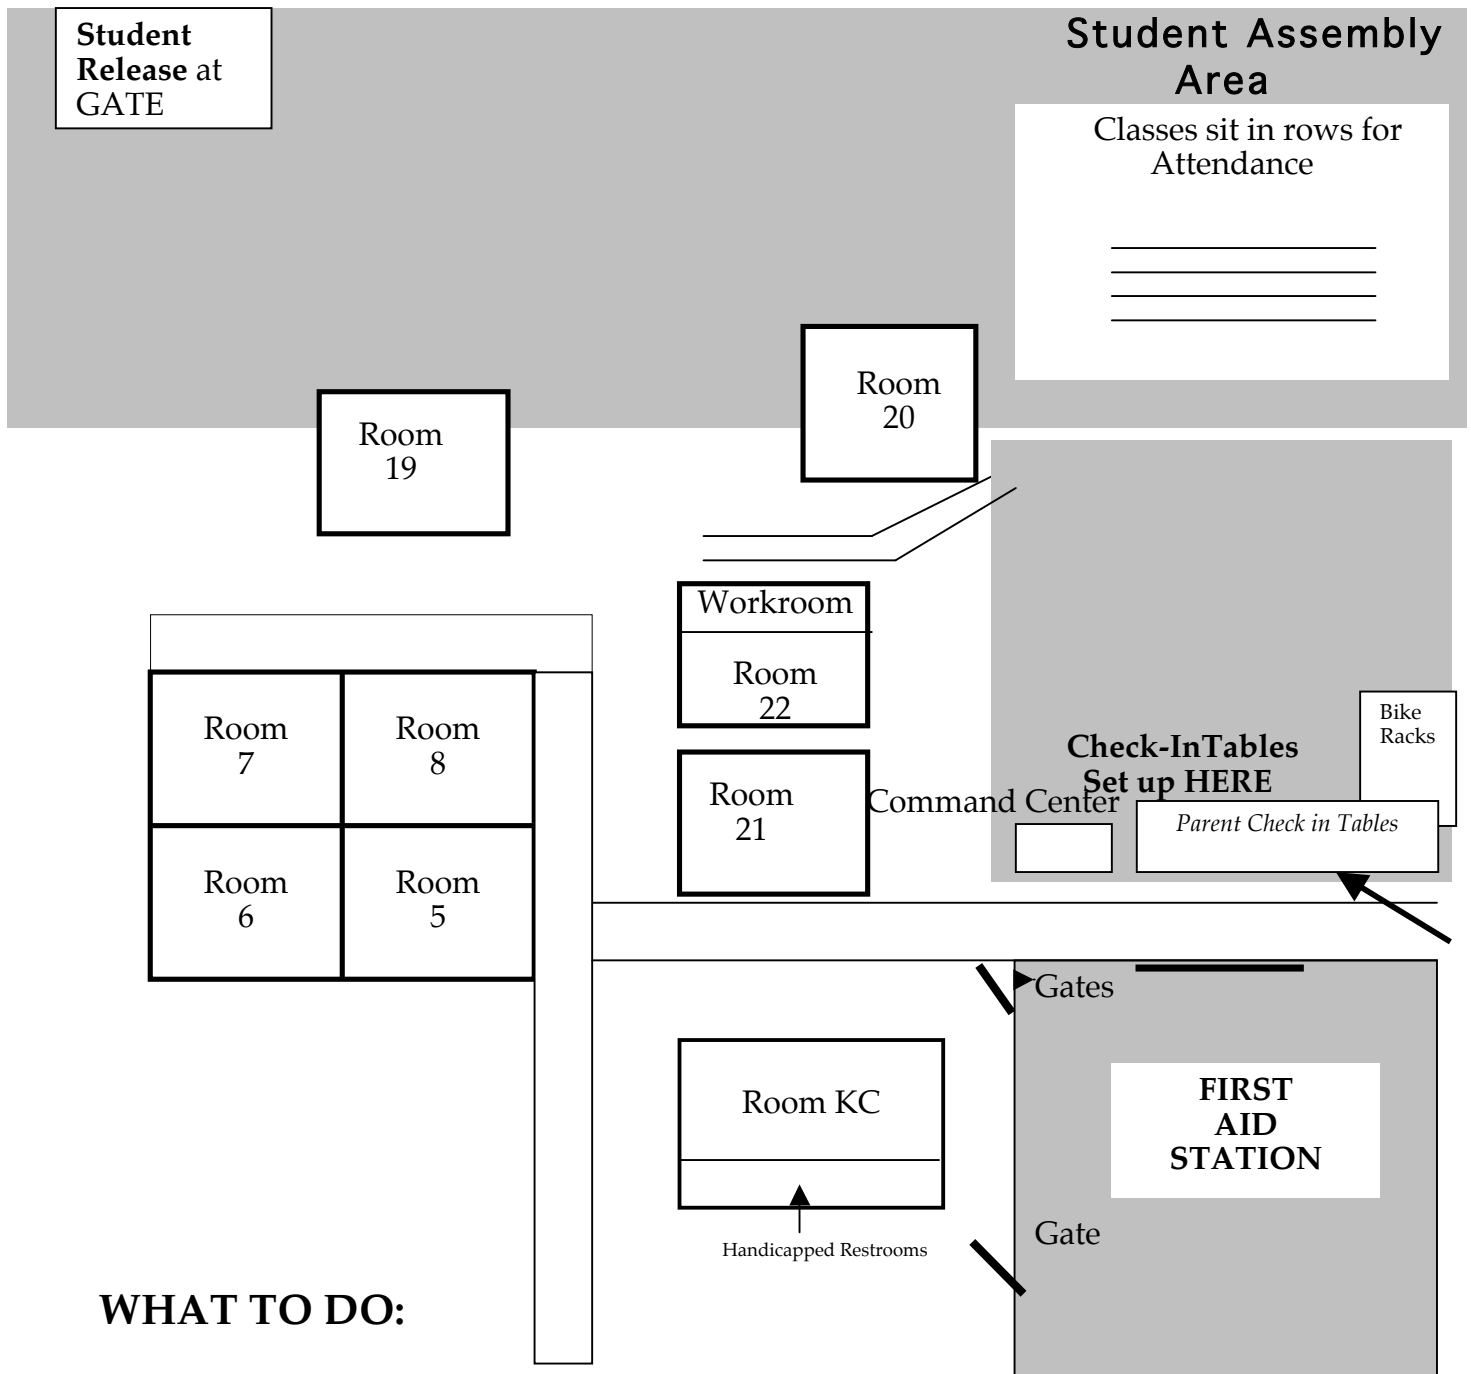 Student
Release at
GATE
Student Assembly
Area
Classes sit in rows for
Attendance
Room
20
Room
19
Workroom
Room
22
Room
7
Room
8
Bike
Racks
Check-InTables
Set up HERE
Room
21
Command Center
Parent Check in Tables
Room
6
Room
5
Gates
Room KC
FIRST
AID
STATION
Gate
Handicapped Restrooms
WHAT TO DO: